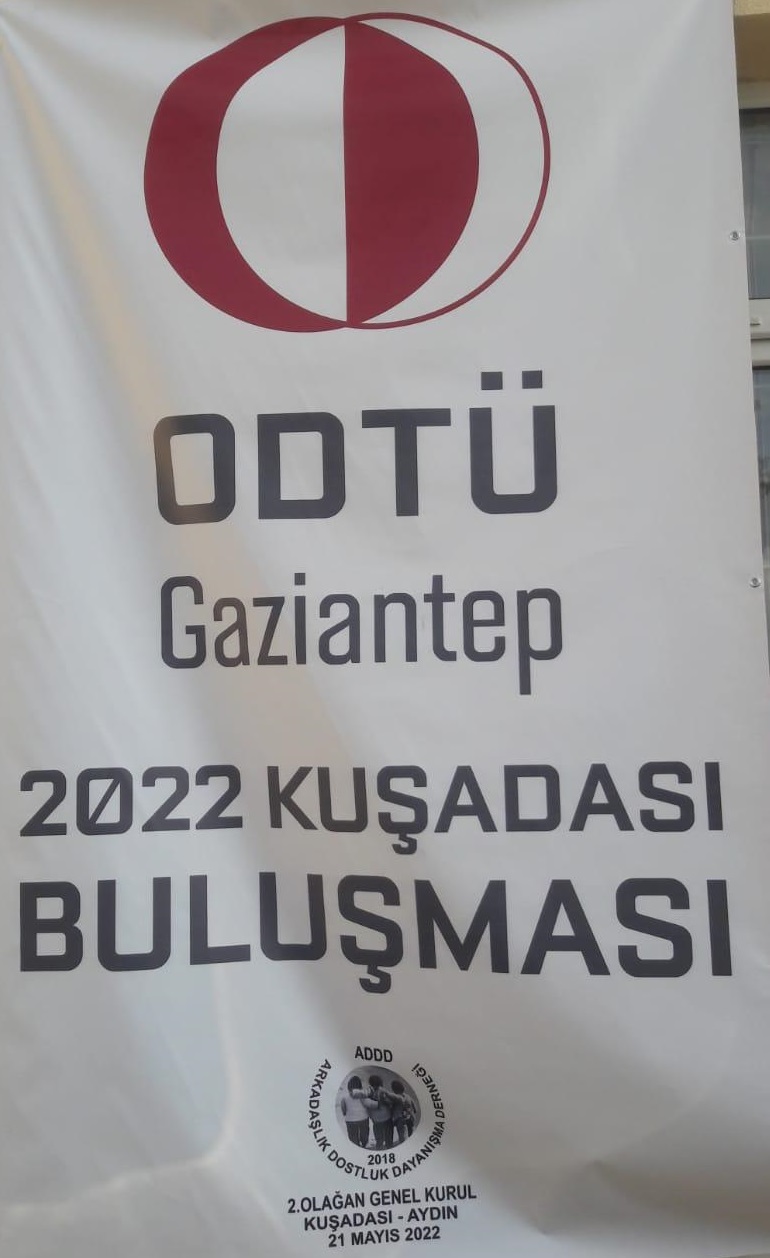 ODTÜ
Gaziantep
2022 KUŞADASI
BULUŞMASI
ADDD
ARKADAŞLIK DOSTLUK DAYANIŞMA DERNEĞİ
2018
2.OLAĞAN GENEL KURUL
KUŞADASI - AYDIN
21 MAYIS 2022